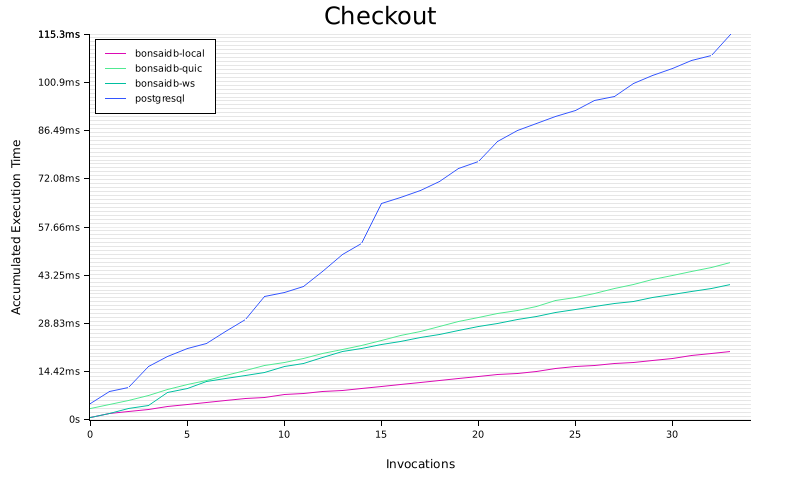 Checkout
115.3ms
100.9ms
86.49ms
72.08ms
57.66ms
43.25ms
28.83ms
14.42ms
0s
Accumulated Execution Time
bonsaidb-local
bonsaidb-quic
bonsaidb-ws
postgresql
0 5 10 15 20 25 30
Invocations